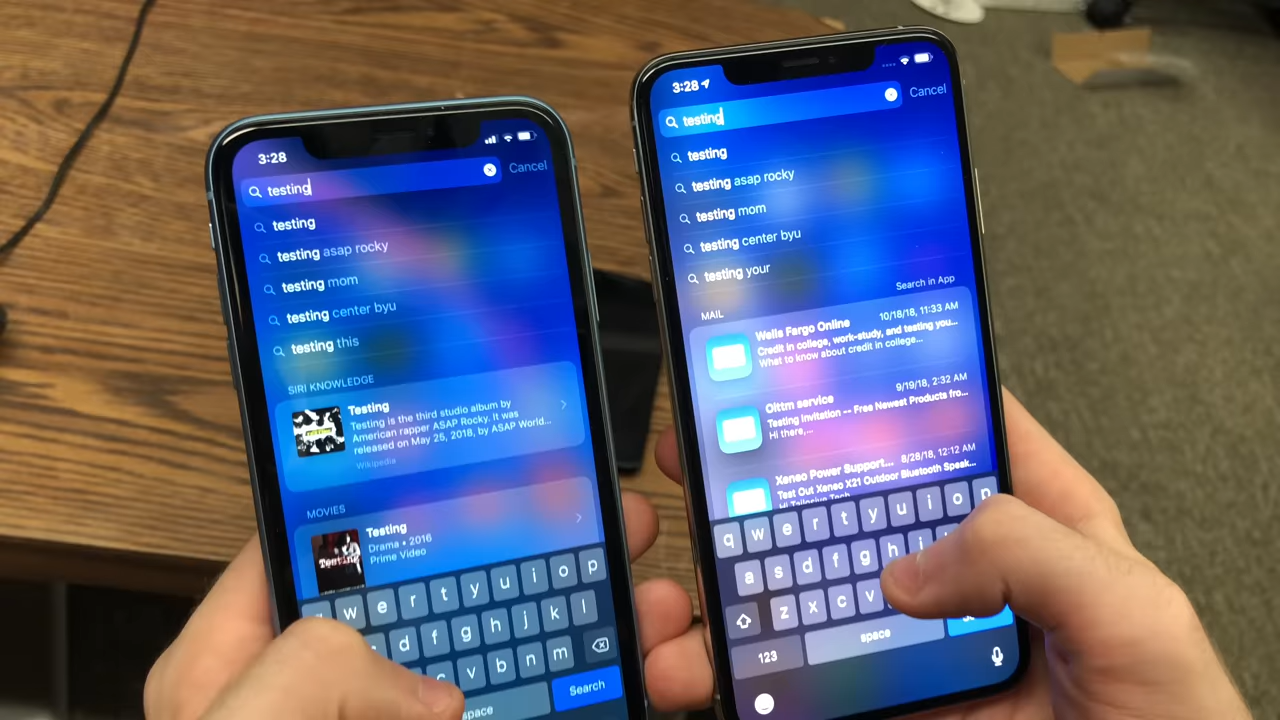 3:28
testing
Cancel
testing
testing asap rocky
testing mom
testing center byu
testing this
SIRI KNOWLEDGE
Testing
Testing is the third studio album by
American rapper ASAP Rocky. It was
released on May 25, 2018, by ASAP World...
Wikipedia
MOVIES
Testing
Drama • 2016
Prime Video
Testing
w e r t y u i o p
d f g h j k l
c v b n m
space
Search
3:28
testing
Cancel
testing
testing asap rocky
testing mom
testing center byu
testing your
Search in App
MAIL
Wells Fargo Online 10/18/18, 11:33 AM
Credit in college, work-study, and testing you...
What to know about credit in college...
Olttm service 9/19/18, 2:32 AM
Testing Invitation -- Free Newest Products fro...
Hi there,...
Xeneo Power Support... 8/28/18, 12:12 AM
Test Out Xeneo X21 Outdoor Bluetooth Speak...
q w e r t y u i o p
a s d f g h
z x c v
123
space